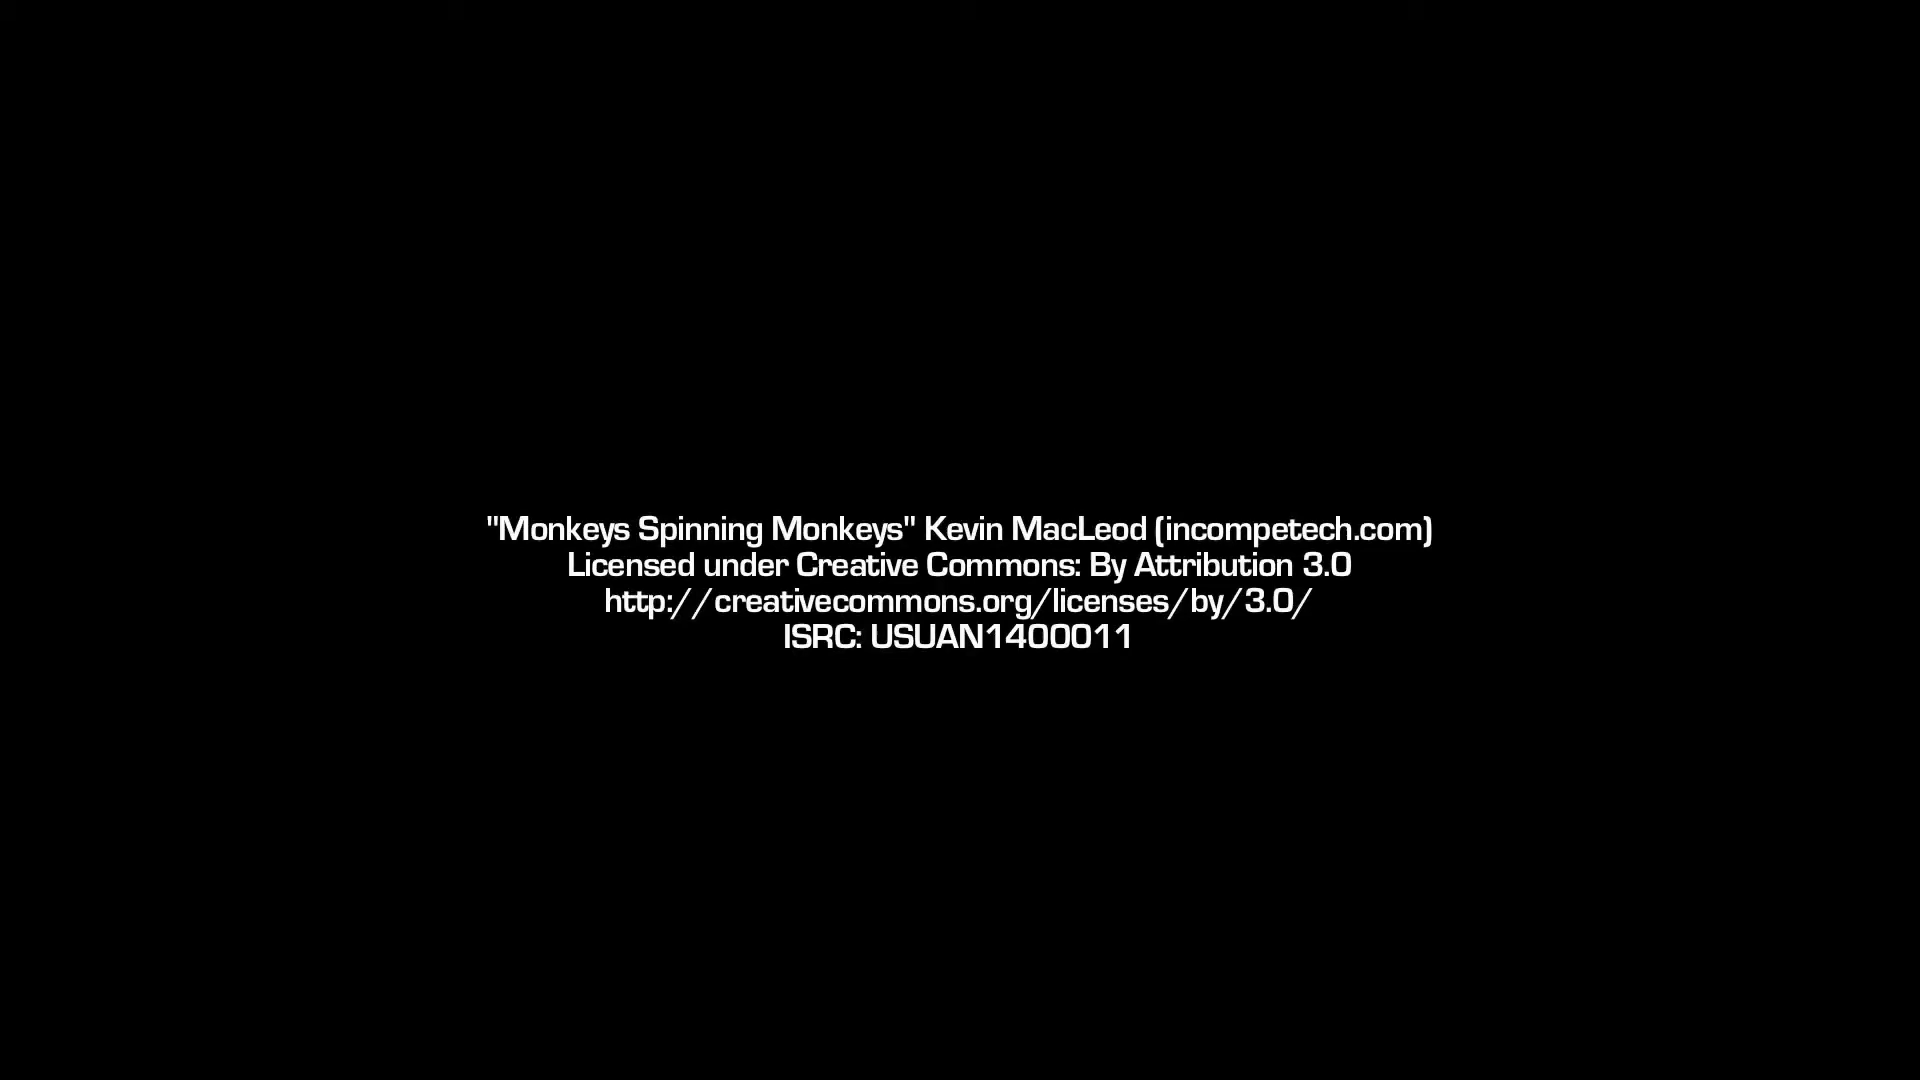 "Monkeys Spinning Monkeys" Kevin MacLeod (incompetech.com)
Licensed under Creative Commons: By Attribution 3.0
http://creativecommons.org/licenses/by/3.0/
ISRC: USUAN1400011